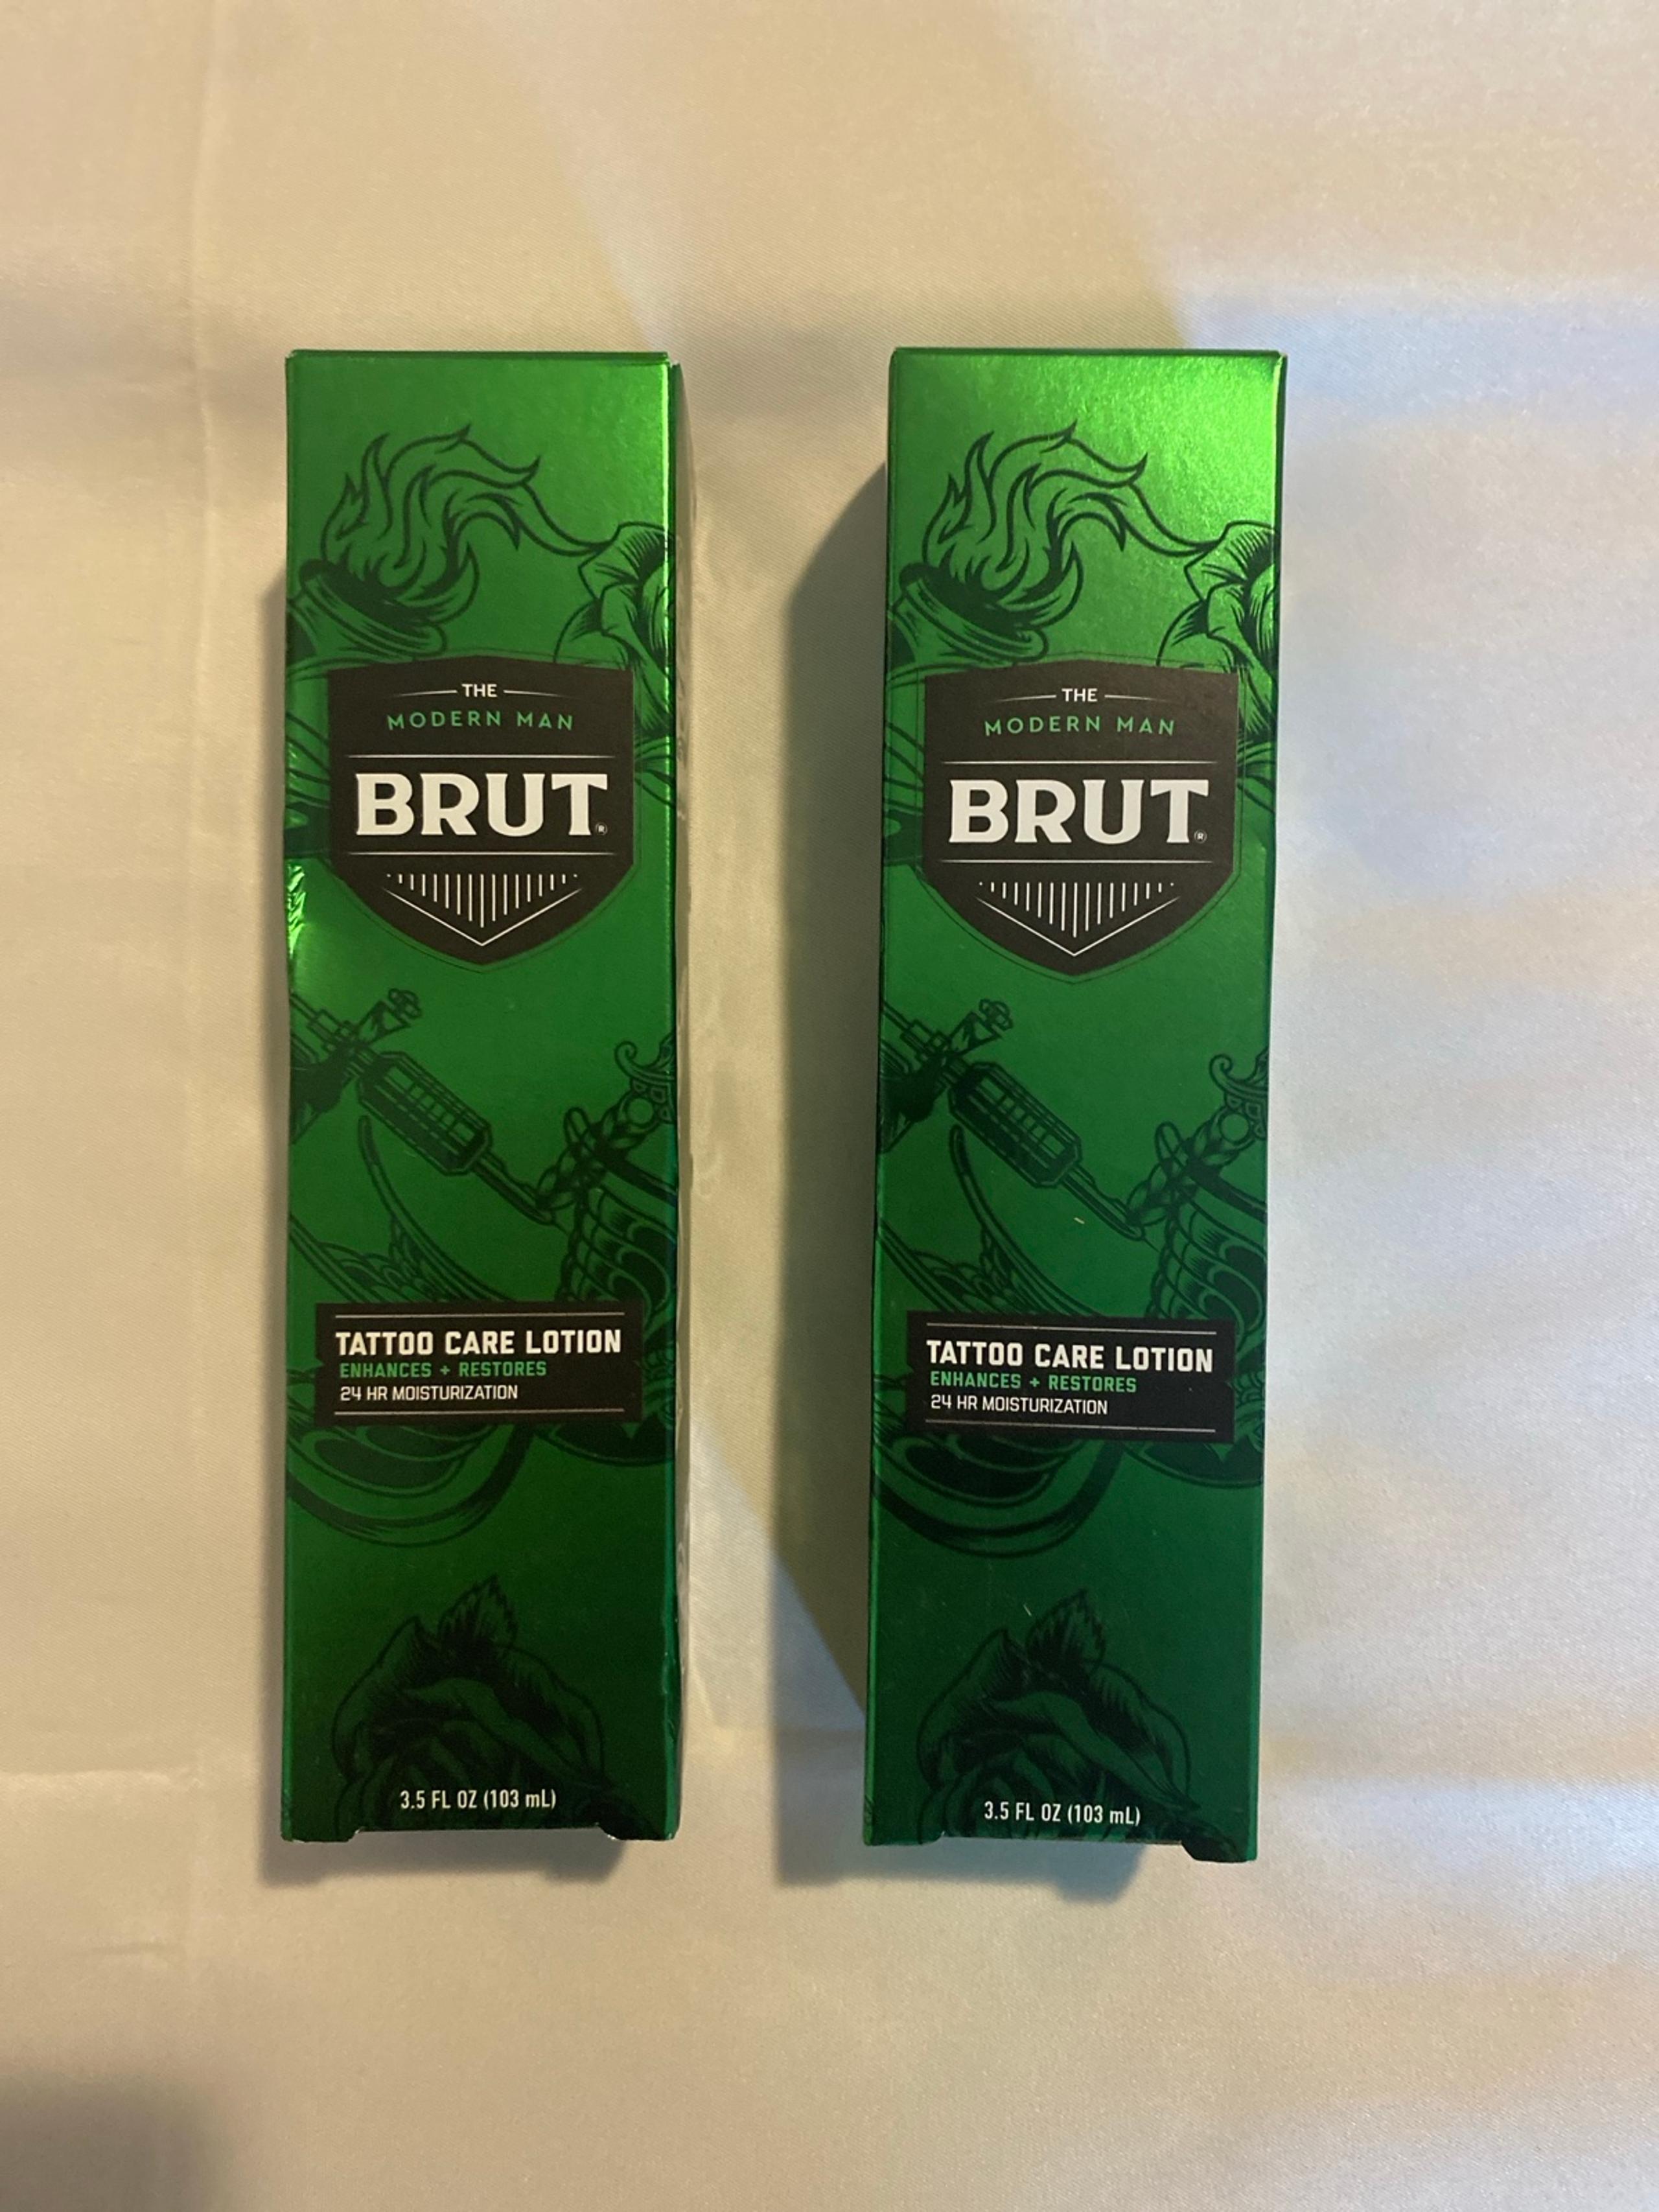 THE
MODERN MAN
BRUT®
TATTOO CARE LOTION
ENHANCES + RESTORES
24 HR MOISTURIZATION
3.5 FL OZ (103 mL)
THE
MODERN MAN
BRUT®
TATTOO CARE LOTION
ENHANCES + RESTORES
24 HR MOISTURIZATION
3.5 FL OZ (103 mL)